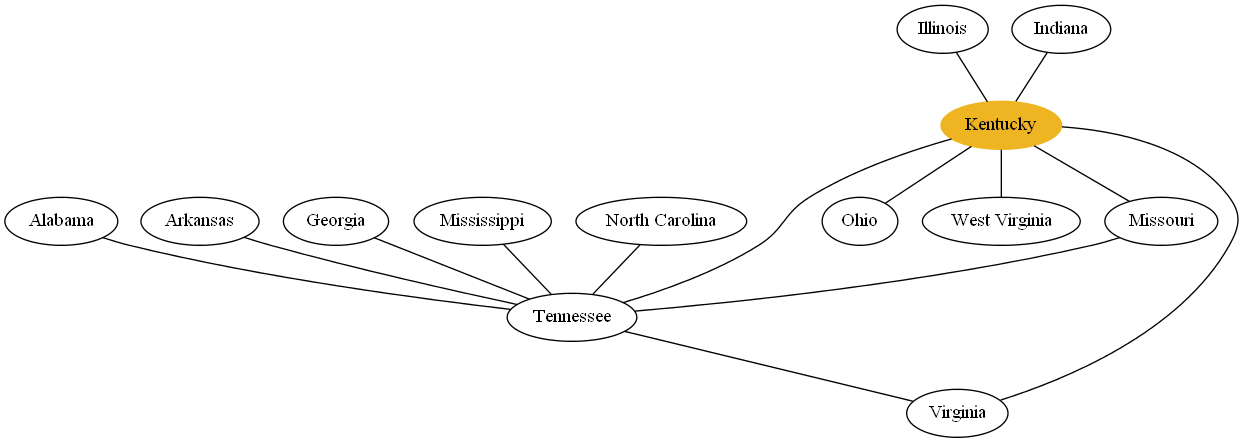 Illinois
Indiana
Kentucky
Alabama
Arkansas
Georgia
Mississippi
North Carolina
Ohio
West Virginia
Missouri
Tennessee
Virginia